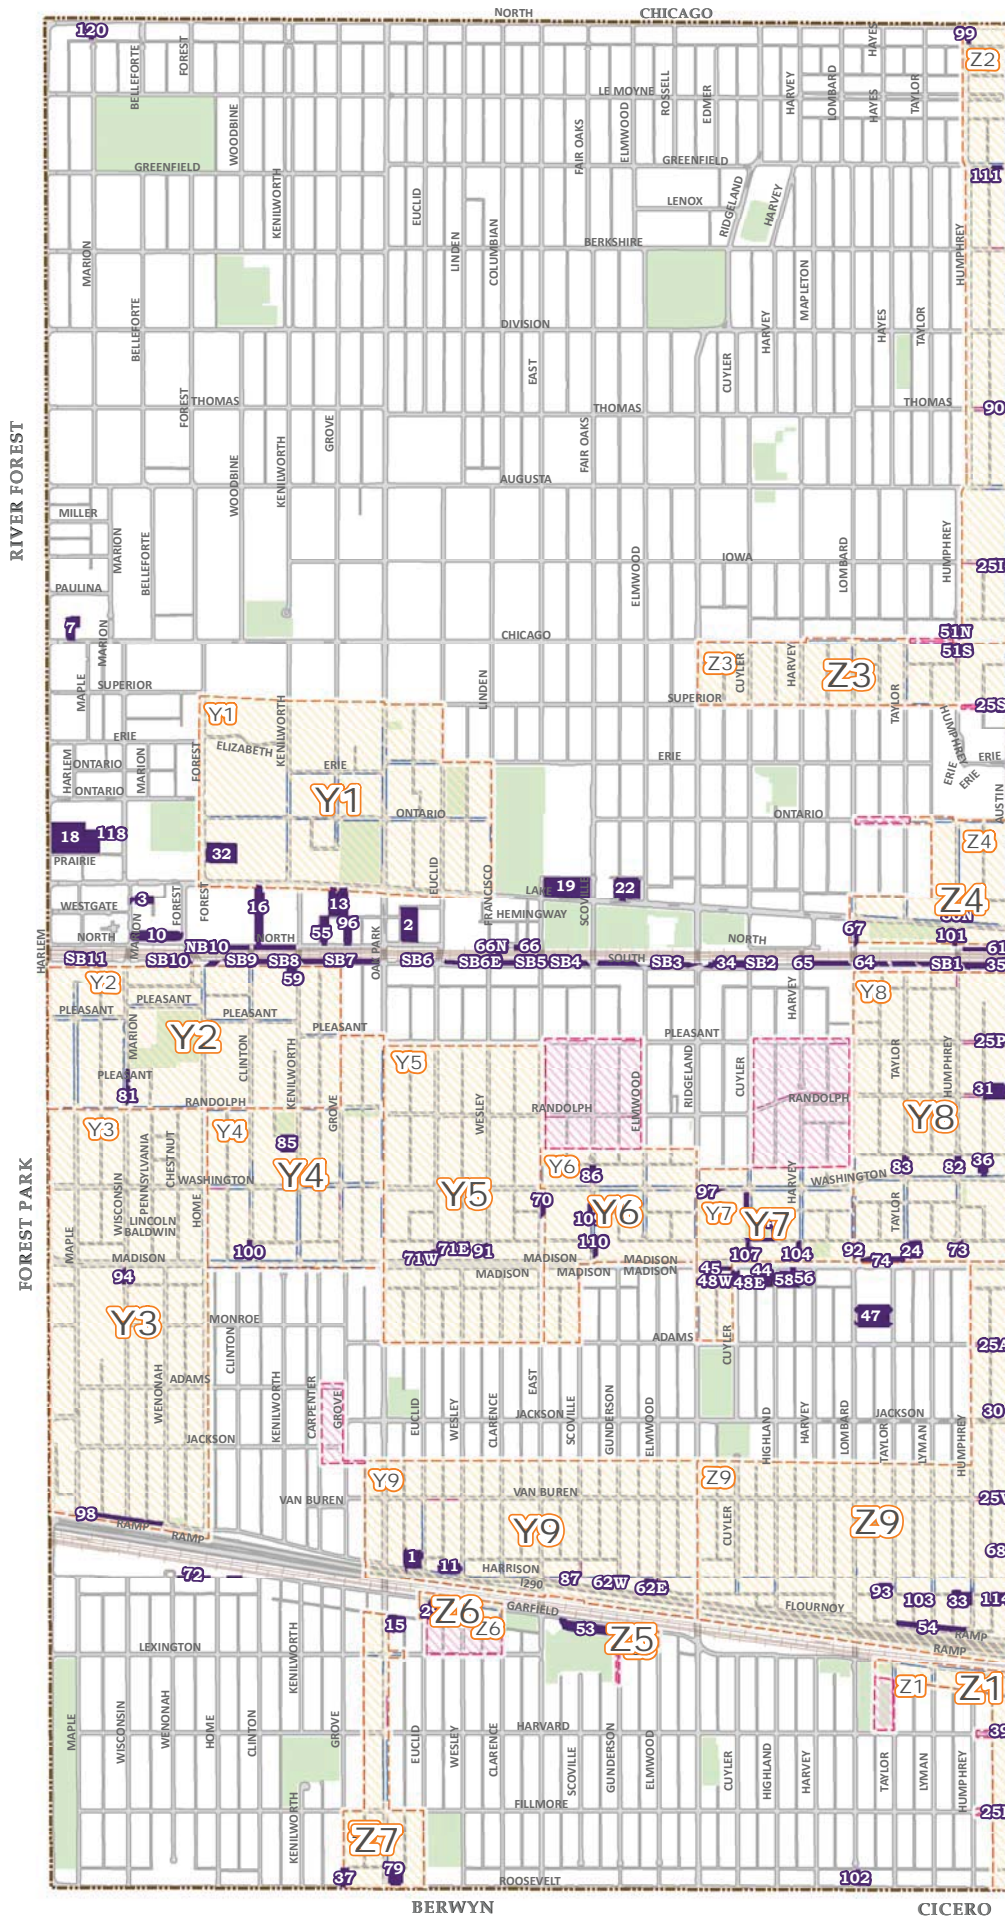 NORTH CHICAGO
120 FOREST HAYES 99
BELLEFORTE Z2
LE MOYNE ROSSELL EDMER HARVEY LOMBARD HAYES TAYLOR
WOODBINE FAIR OAKS ELMWOOD
GREENFIELD GREENFIELD
111
KENILWORTH EUCLID LENOX RIDGELAND HARVEY
MARION LINDEN COLUMBIAN BERKSHIRE HUMPHREY
MAPLETON
BELLEFORTE DIVISION HARVEY HAYES TAYLOR
EAST CUYLER
FOREST THOMAS THOMAS THOMAS 90
GROVE FAIR OAKS
RIVER FOREST
WOODBINE KENILWORTH AUGUSTA
MILLER
MARION BELLEFORTE ELMWOOD IOWA LOMBARD HUMPHREY 25I
PAULINA
7 MARION CHICAGO 51N
51S
MAPLE SUPERIOR LINDEN Z3 CUYLER HARVEY Z3 TAYLOR
SUPERIOR 25S
Y1 KENILWORTH HUMPHREY
ERIE ELIZABETH ERIE ERIE ERIE
HARLEM ONTARIO MARION FOREST ERIE ERIE
ONTARIO Y1 ONTARIO ONTARIO AUSTIN
18 118 Z4
PRAIRIE 32
EUCLID FRANCISCO LAKE 19 SCOVILLE 22
3 FOREST FOREST 16 13 Z4
WESTGATE HEMINGWAY
MARION 55 96 2 67
HARLEM NORTH 10 NB10 NORTH OAK PARK 66N 66 NORTH 101 61
SB11 SB10 SB9 SB8 SB7 SB6 SB6E SB5 SB4 SOUTH SB3 34 SB2 65 64 SB1 35
59
Y2 Y8
PLEASANT HARVEY
PLEASANT PLEASANT
MARION Y2 PLEASANT PLEASANT 25P
CLINTON KENILWORTH Y5 RIDGELAND CUYLER TAYLOR HUMPHREY
PLEASANT
81 RANDOLPH GROVE WESLEY RANDOLPH ELMWOOD RANDOLPH 31
Y3 Y4 Y8
85
PENNSYLVANIA CHESTNUT Y6 83 82 36
FOREST PARK
WISCONSIN HOME WASHINGTON Y4 Y5 86 97 HARVEY WASHINGTON
LINCOLN 70 Y6 Y7 Y7 TAYLOR
BALDWIN
MAPLE 100 71E 91 110 107 104 92 24 73
MADISON 71W MADISON MADISON 74
94 MADISON MADISON MADISON 45 44
48W 48E 58 56
Y3 MONROE 47
CLINTON ADAMS CUYLER 25A
WENONAH ADAMS KENILWORTH CARPENTER GROVE EUCLID WESLEY CLARENCE EAST SCOVILLE GUNDERSON ELMWOOD HIGHLAND HARVEY LOMBARD TAYLOR LYMAN HUMPHREY 30
JACKSON JACKSON JACKSON
Y9 Z9
VAN BUREN VAN BUREN 25V
98 RAMP RAMP Y9 CUYLER Z9
1 11 HARRISON 68
72 I290 87 62W 62E 93 103 33 114
Z6 GARFIELD FLOURNOY
15 Z6 53 Z5 54 RAMP
LEXINGTON KENILWORTH RAMP
Z1 Z1
MAPLE WISCONSIN WENONAH HOME CLINTON GROVE EUCLID WESLEY CLARENCE HARVARD SCOVILLE GUNDERSON ELMWOOD CUYLER HIGHLAND HARVEY TAYLOR LYMAN HUMPHREY 39
FILLMORE
KENILWORTH Z7
37 79 ROOSEVELT 102
BERWYN CICERO